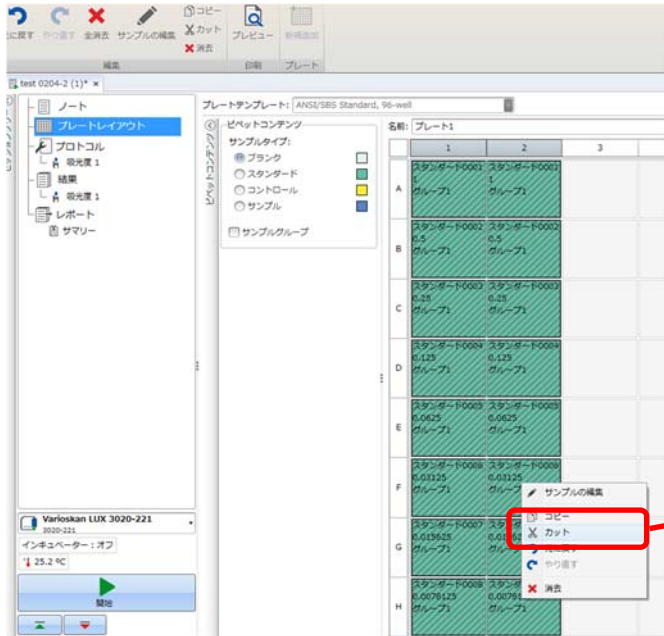 元に戻す やり直す 全消去 サンプルの編集
コピー
カット
消去
プレビュー 新規追加
編集 印刷 プレート
test 0204-2 (1)* ×
ノート
プレートレイアウト
プロトコル
吸光度 1
結果
吸光度 1
レポート
サマリー
プレートテンプレート: ANSI/SBS Standard, 96-well
ピペットコンテンツ
ピペットコンテンツ
サンプルタイプ:
ブランク
スタンダード
コントロール
サンプル
サンプルグループ
名前: プレート1
1 2 3
A
スタンダード0001 スタンダード0001
1 1
グループ1 グループ1
B
スタンダード0002 スタンダード0002
0.5 0.5
グループ1 グループ1
C
スタンダード0003 スタンダード0003
0.25 0.25
グループ1 グループ1
D
スタンダード0004 スタンダード0004
0.125 0.125
グループ1 グループ1
E
スタンダード0005 スタンダード0005
0.0625 0.0625
グループ1 グループ1
F
スタンダード0006 スタンダード0006
0.03125 0.03125
グループ1
G
スタンダード0007
0.015625
グループ1
H
スタンダード0008
0.0078125
グループ1
サンプルの編集
コピー
カット
元に戻す
やり直す
消去
Varioskan LUX 3020-221
3020-221
インキュベーター : オフ
25.2 ºC
開始